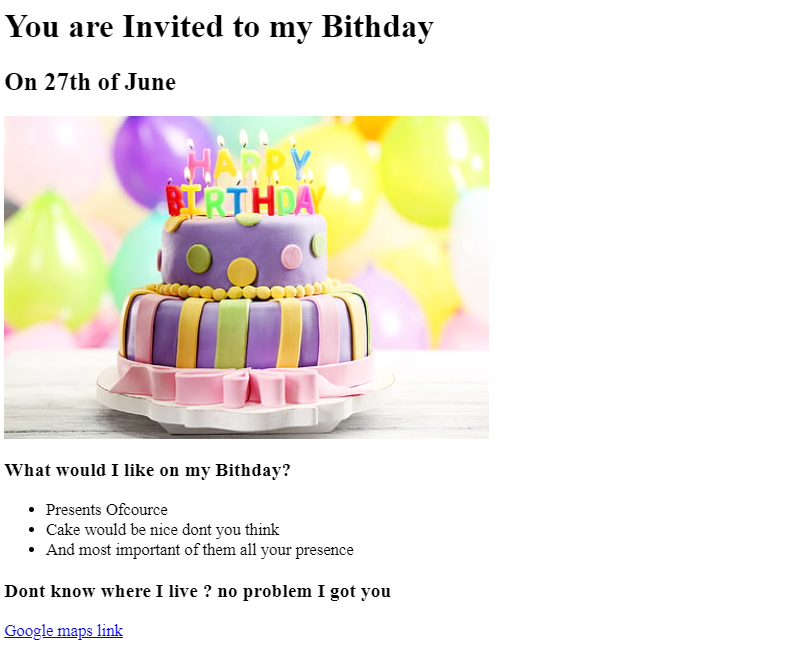 You are Invited to my Bithday
On 27th of June
HAPPY
BIRTHDAY
What would I like on my Bithday?
Presents Ofcource
Cake would be nice dont you think
And most important of them all your presence
Dont know where I live ? no problem I got you
Google maps link